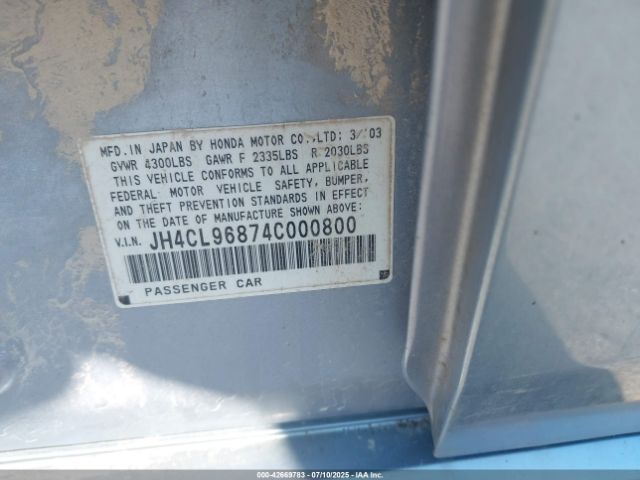 MFD. IN JAPAN BY HONDA MOTOR CO.,LTD; 3/'03
GVWR 4300LBS GAWR F 2335LBS R 2030LBS
THIS VEHICLE CONFORMS TO ALL APPLICABLE
FEDERAL MOTOR VEHICLE SAFETY, BUMPER,
AND THEFT PREVENTION STANDARDS IN EFFECT
ON THE DATE OF MANUFACTURE SHOWN ABOVE:
V.I.N. JH4CL96874C000800
PASSENGER CAR
000-42669783 - 07/10/2025 - IAAI.COM